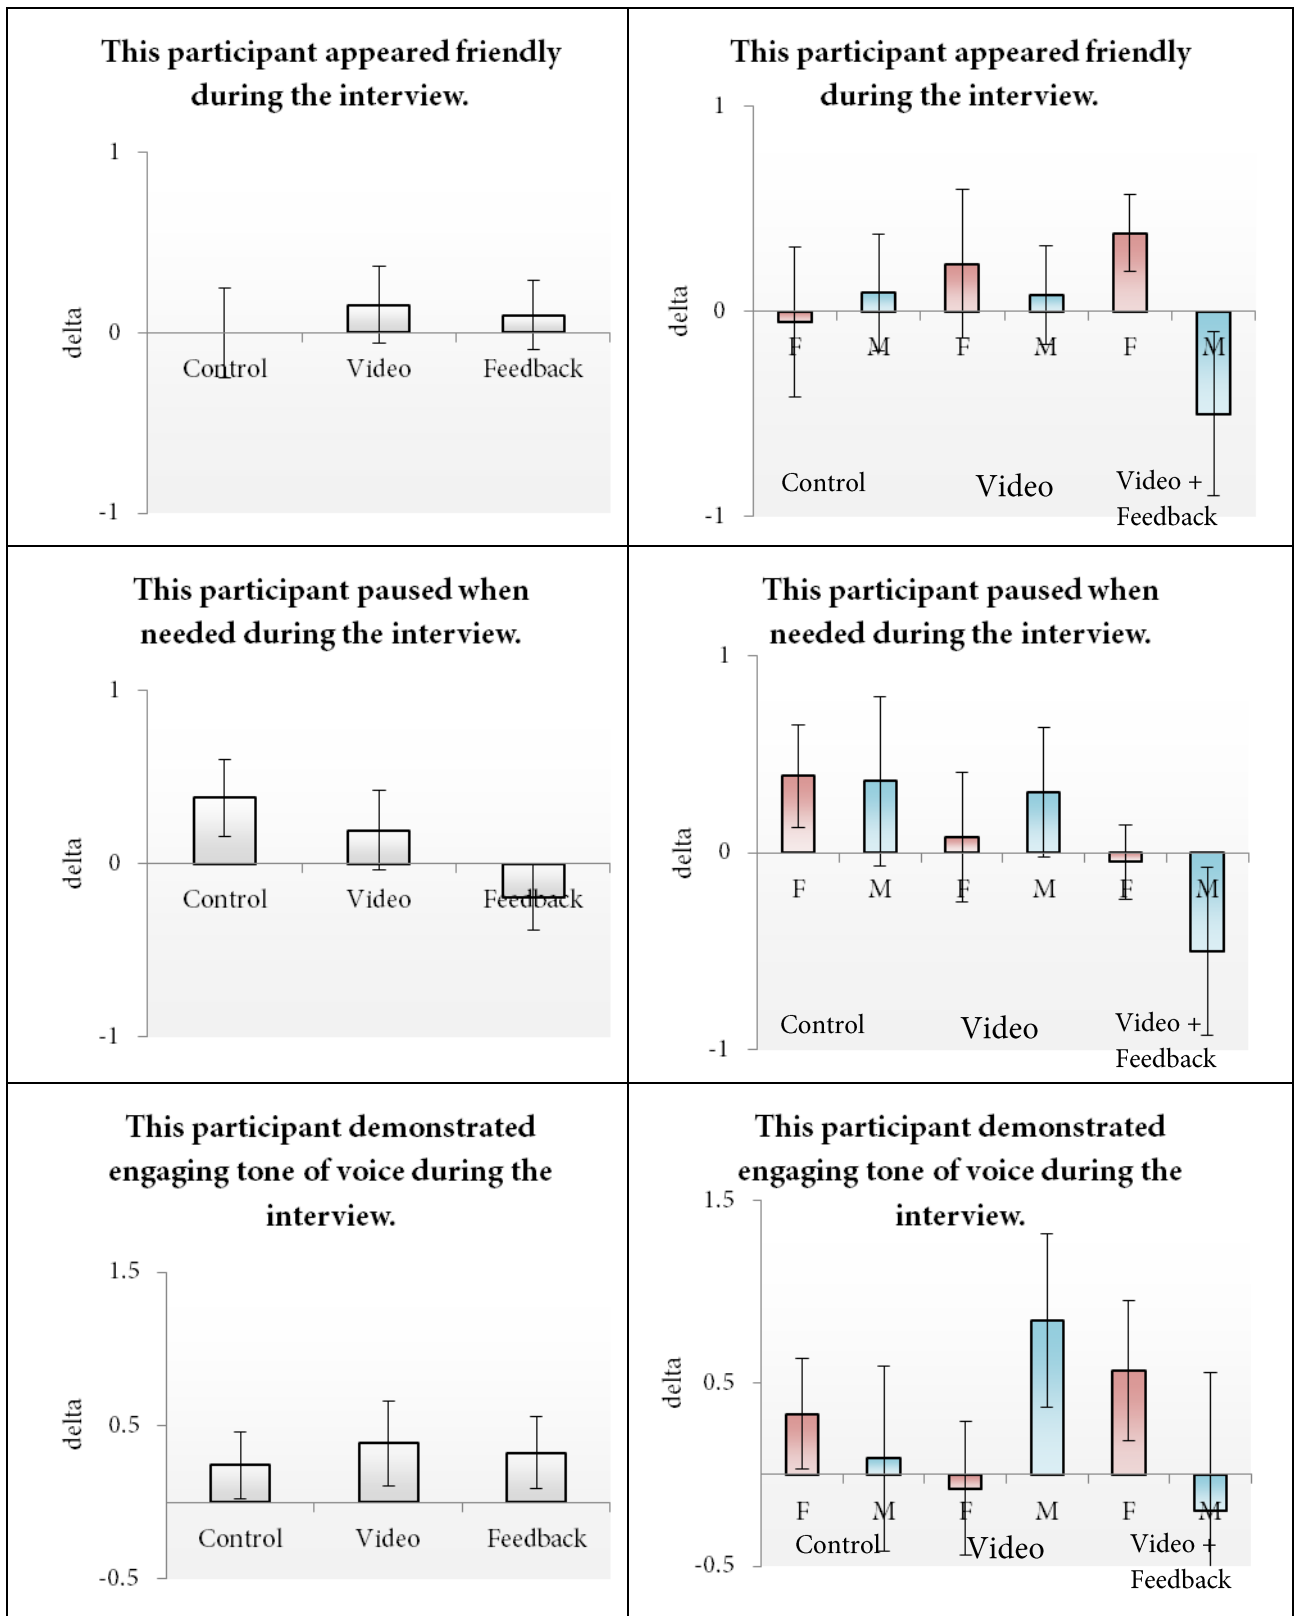 This participant appeared friendly
during the interview.
1
delta
0
Control Video Feedback
-1
This participant appeared friendly
during the interview.
1
delta
0
F M F M F M
Control Video Video +
Feedback
-1
This participant paused when
needed during the interview.
1
delta
0
Control Video Feedback
-1
This participant paused when
needed during the interview.
1
delta
0
F M F M F M
Control Video Video +
Feedback
-1
This participant demonstrated
engaging tone of voice during the
interview.
1.5
delta
0.5
Control Video Feedback
-0.5
This participant demonstrated
engaging tone of voice during the
interview.
1.5
delta
0.5
F M F M F M
Control Video Video +
Feedback
-0.5